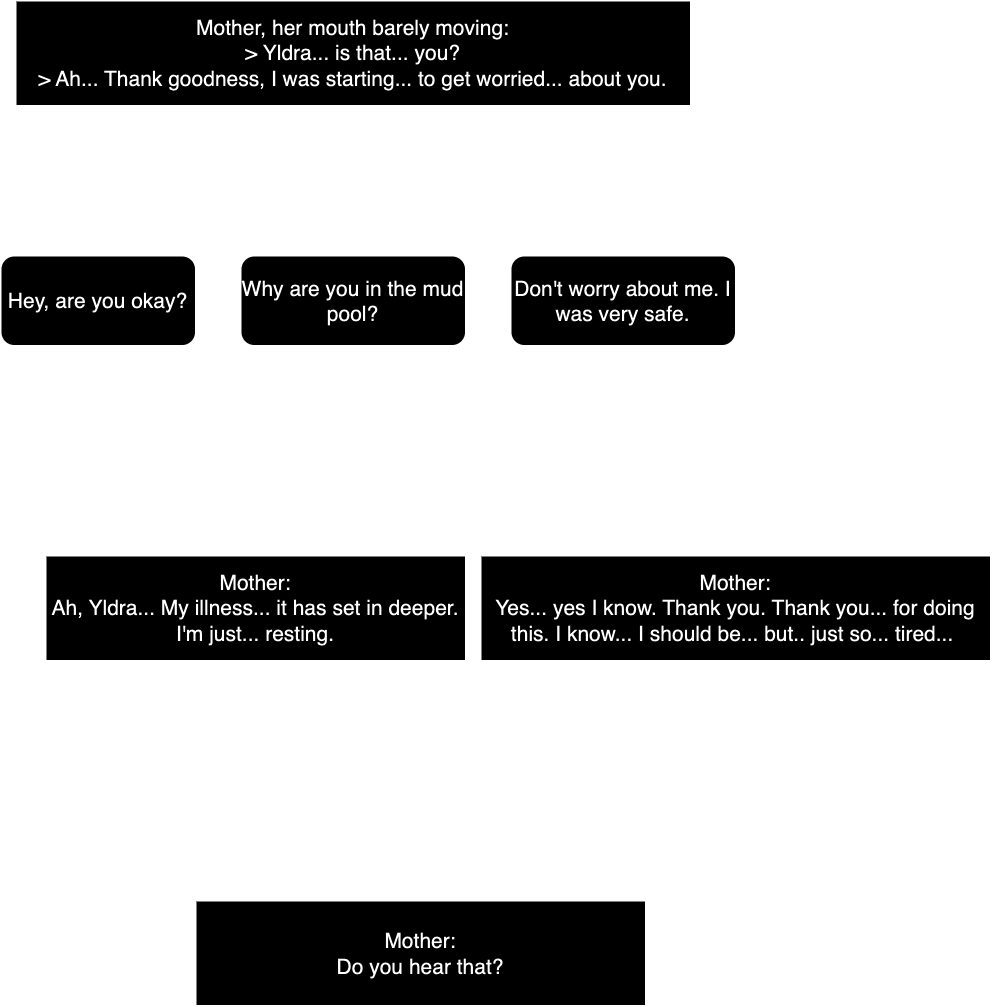 Mother, her mouth barely moving:
> Yldra... is that... you?
> Ah... Thank goodness, I was starting... to get worried... about you.
Hey, are you okay?
Why are you in the mud
pool?
Don't worry about me. I
was very safe.
Mother:
Ah, Yldra... My illness... it has set in deeper.
I'm just... resting.
Mother:
Yes... yes I know. Thank you. Thank you... for doing
this. I know... I should be... but.. just so... tired...
Mother:
Do you hear that?